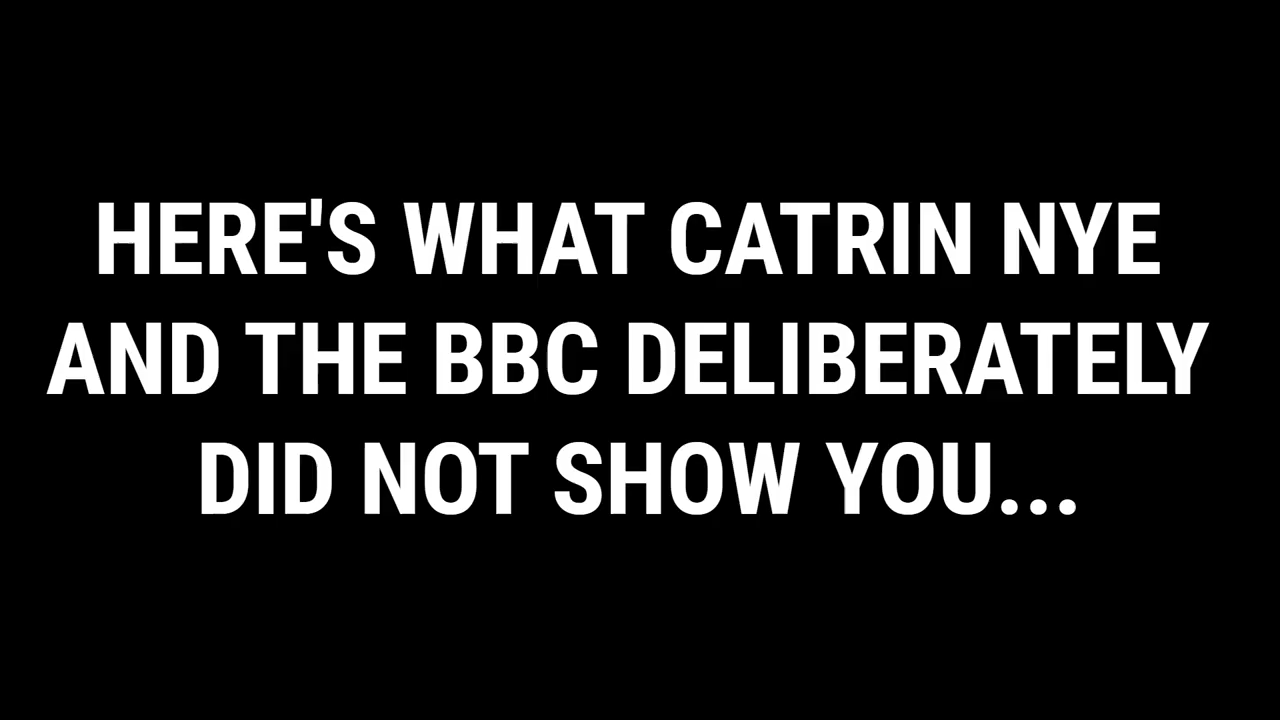 HERE'S WHAT CATRIN NYE
AND THE BBC DELIBERATELY
DID NOT SHOW YOU...